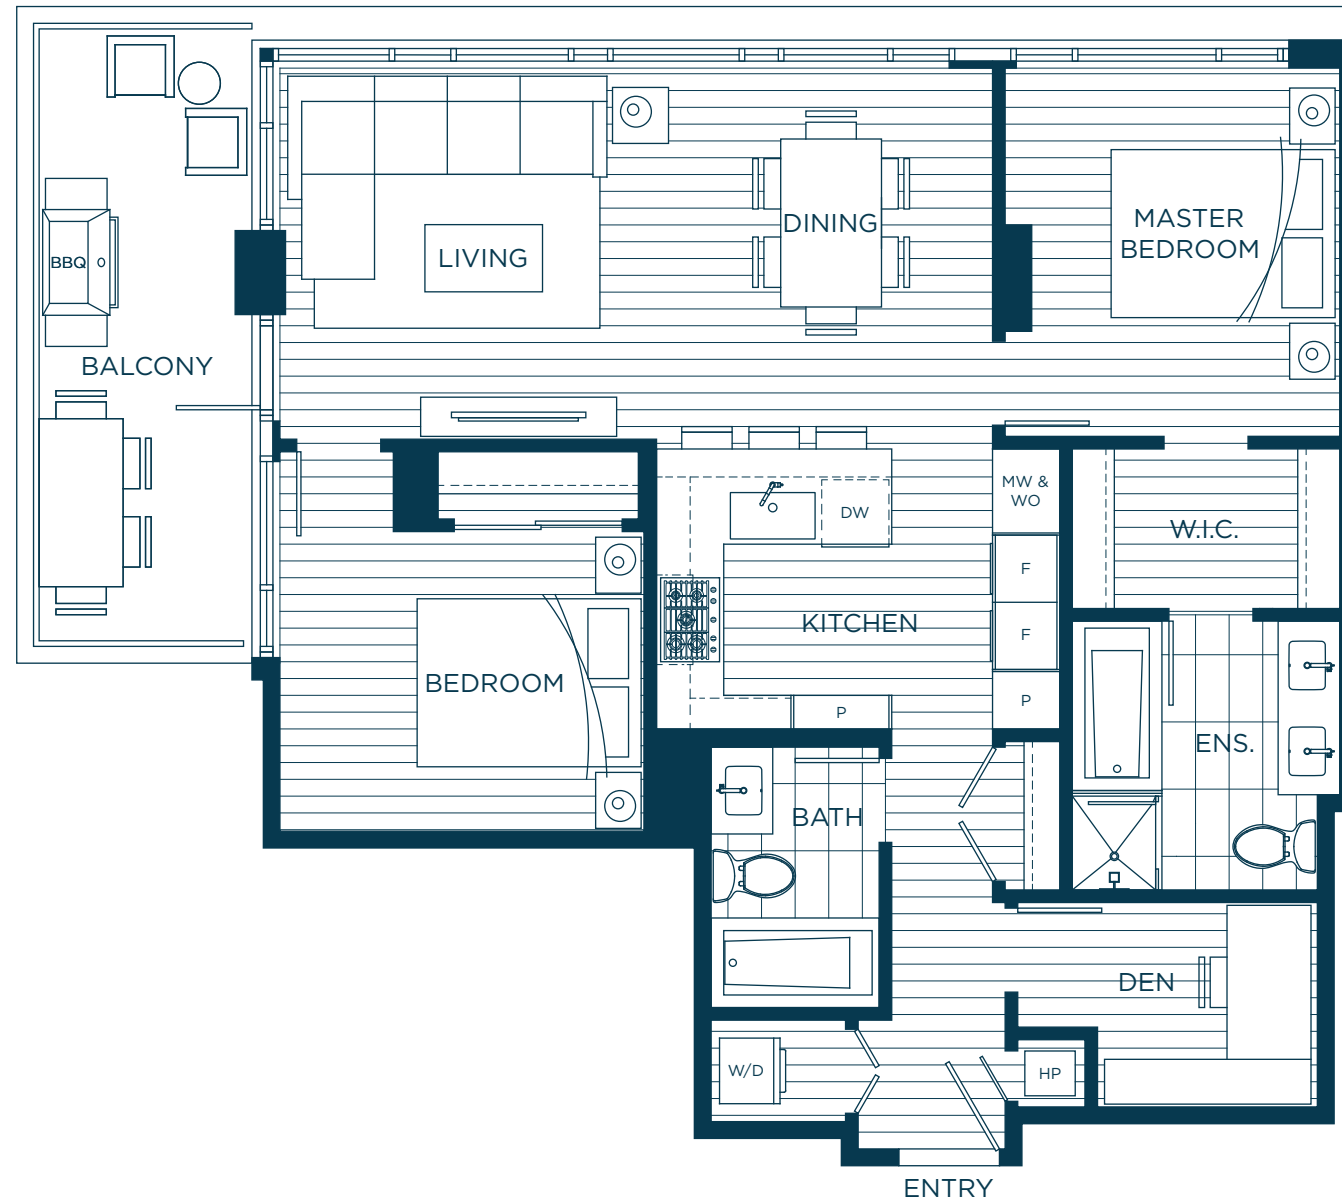 DINING
MASTER
BEDROOM
LIVING
BBQ
BALCONY
MW &
WO
DW
W.I.C.
F
KITCHEN
F
BEDROOM
P
P
ENS.
BATH
DEN
W/D
HP
ENTRY